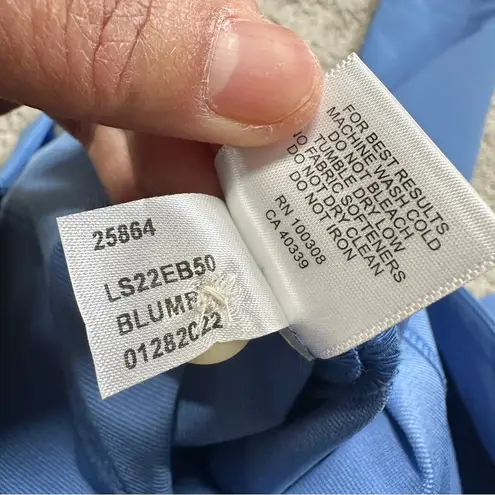 25864
LS22EB50
01282022
FOR BEST RESULTS
MACHINE WASH COLD
DO NOT BLEACH
TUMBLE DRY LOW
NO FABRIC SOFTENERS
DO NOT DRY CLEAN
DO NOT IRON
RN 100308
CA 40339